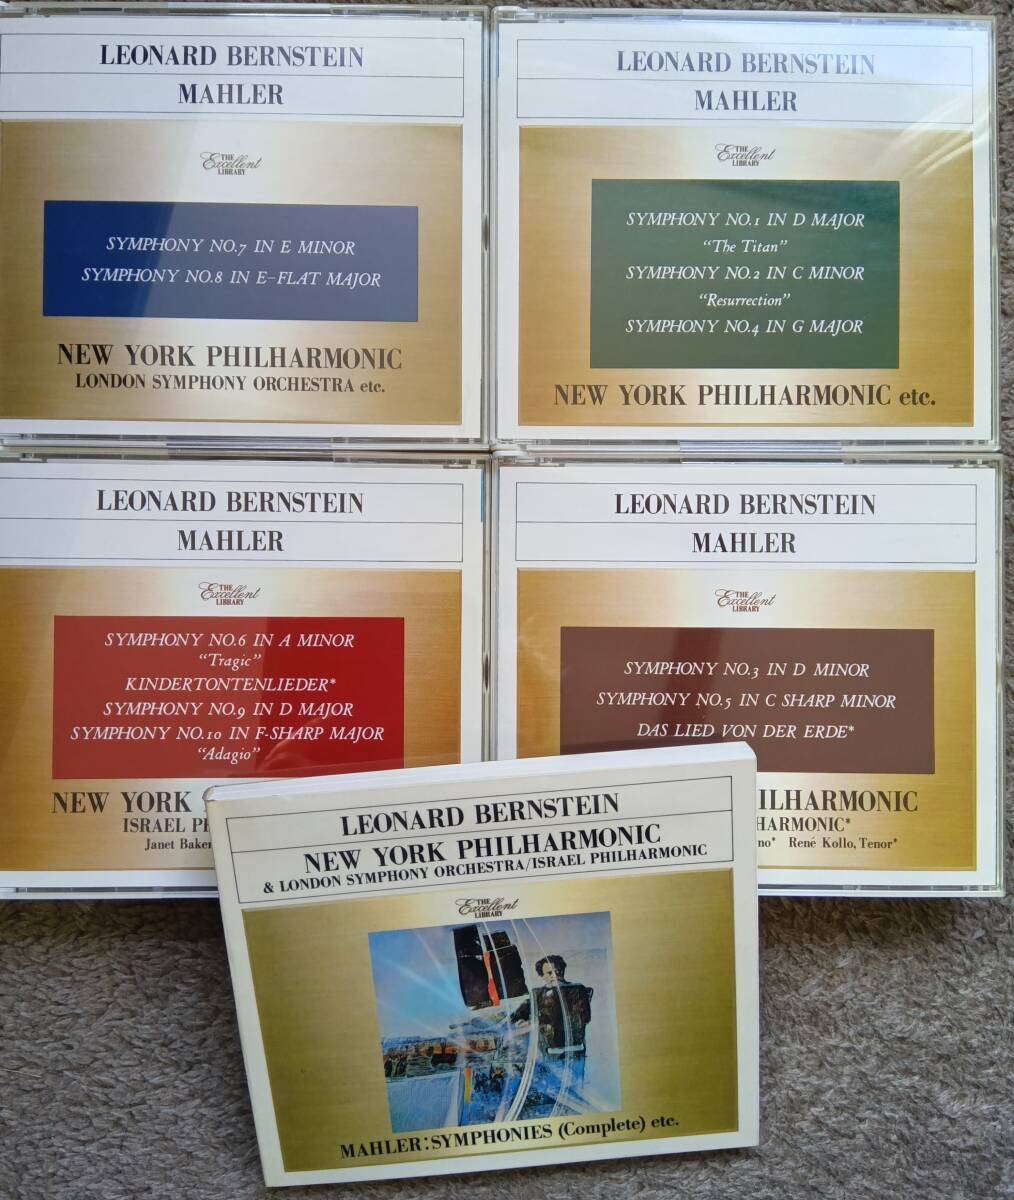 LEONARD BERNSTEIN
MAHLER
THE
Excellent
LIBRARY
SYMPHONY NO.7 IN E MINOR
SYMPHONY NO.8 IN E-FLAT MAJOR
NEW YORK PHILHARMONIC
LONDON SYMPHONY ORCHESTRA etc.
LEONARD BERNSTEIN
MAHLER
THE
Excellent
LIBRARY
SYMPHONY NO.1 IN D MAJOR
"The Titan"
SYMPHONY NO.2 IN C MINOR
"Resurrection"
SYMPHONY NO.4 IN G MAJOR
NEW YORK PHILHARMONIC etc.
LEONARD BERNSTEIN
MAHLER
THE
Excellent
LIBRARY
SYMPHONY NO.6 IN A MINOR
"Tragic"
KINDERTONTENLIEDER*
SYMPHONY NO.9 IN D MAJOR
SYMPHONY NO.10 IN F-SHARP MAJOR
"Adagio"
NEW YORK
ISRAEL
Janet Baker
LEONARD BERNSTEIN
MAHLER
THE
Excellent
LIBRARY
SYMPHONY NO.3 IN D MINOR
SYMPHONY NO.5 IN C SHARP MINOR
DAS LIED VON DER ERDE*
ILHARMONIC
HARMONIC*
no* René Kollo, Tenor*
LEONARD BERNSTEIN
NEW YORK PHILHARMONIC
& LONDON SYMPHONY ORCHESTRA/ISRAEL PHILHARMONIC
THE
Excellent
LIBRARY
MAHLER:SYMPHONIES (Complete) etc.